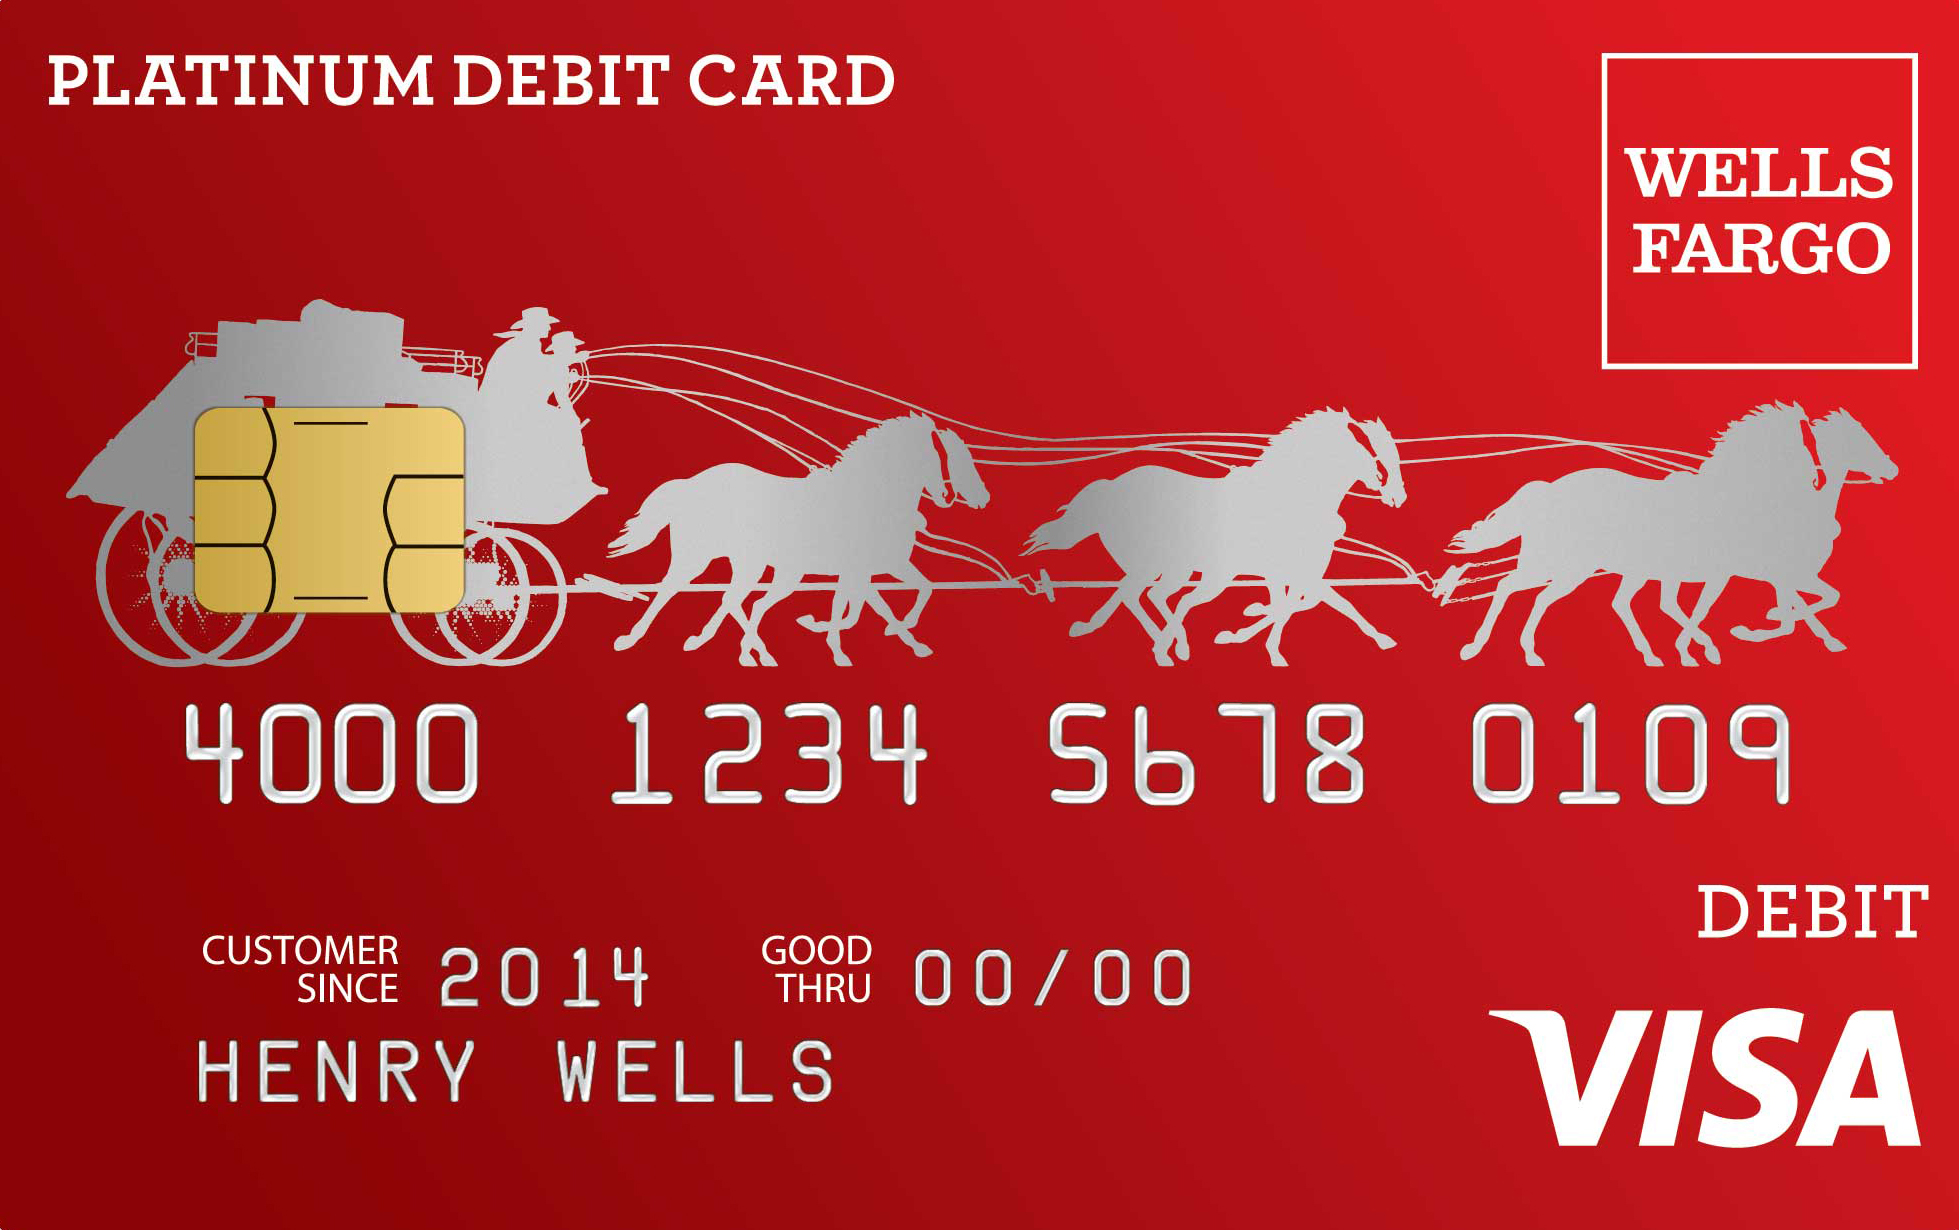 PLATINUM DEBIT CARD
WELLS
FARGO
4000 1234 5678 0109
DEBIT
CUSTOMER
SINCE 2014
GOOD
THRU 00/00
HENRY WELLS
VISA